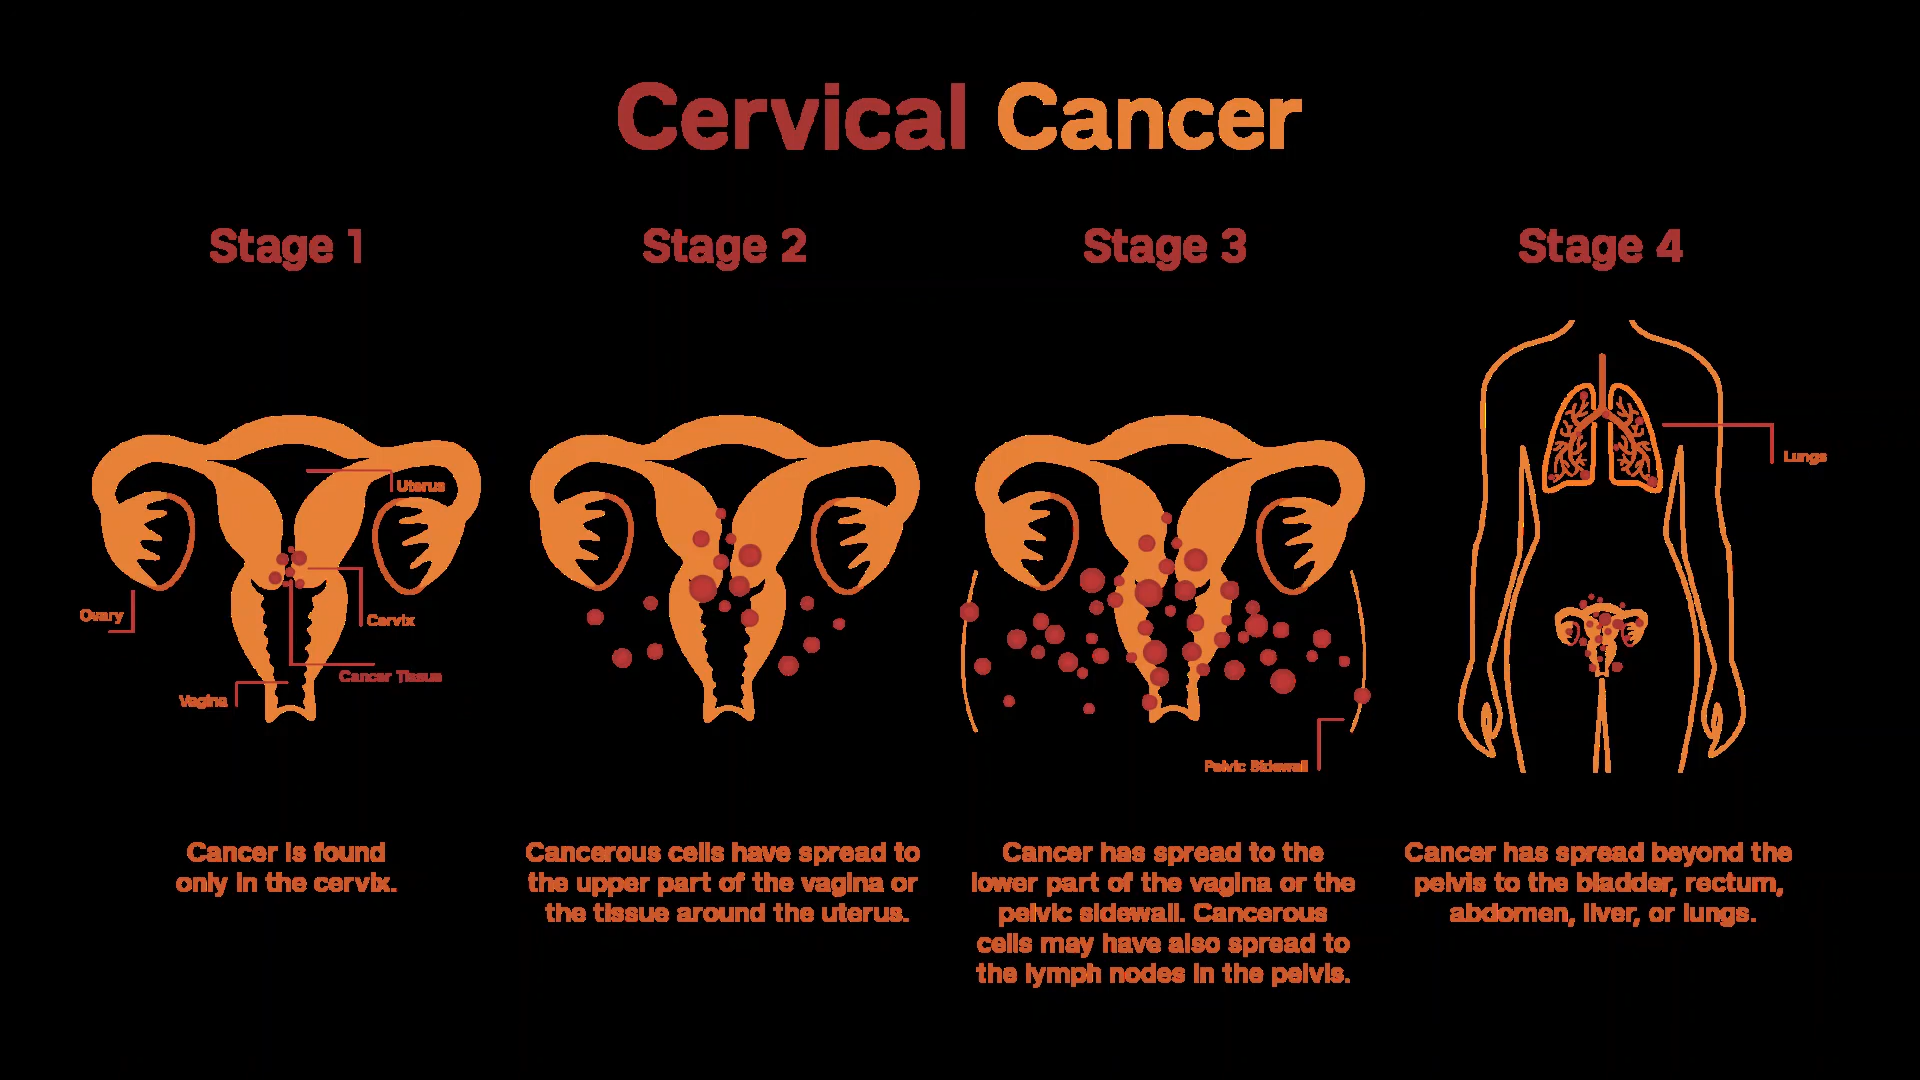 Cervical Cancer
Stage 1
Stage 2
Stage 3
Stage 4
Uterus
Ovary
Cervix
Cancer Tissue
Vagina
Pelvic Sidewall
Lungs
Cancer is found
only in the cervix.
Cancerous cells have spread to
the upper part of the vagina or
the tissue around the uterus.
Cancer has spread to the
lower part of the vagina or the
pelvic sidewall. Cancerous
cells may have also spread to
the lymph nodes in the pelvis.
Cancer has spread beyond the
pelvis to the bladder, rectum,
abdomen, liver, or lungs.